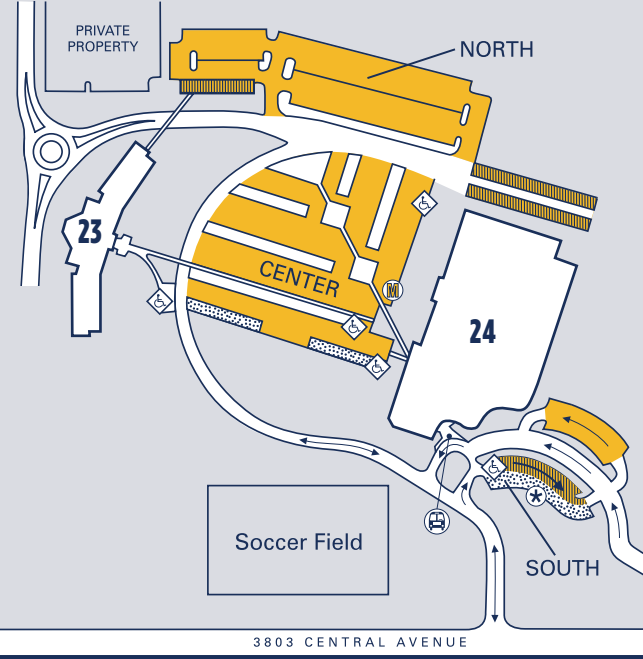 PRIVATE
PROPERTY
NORTH
23
CENTER
M
24
Soccer Field
SOUTH
*
3803 CENTRAL AVENUE